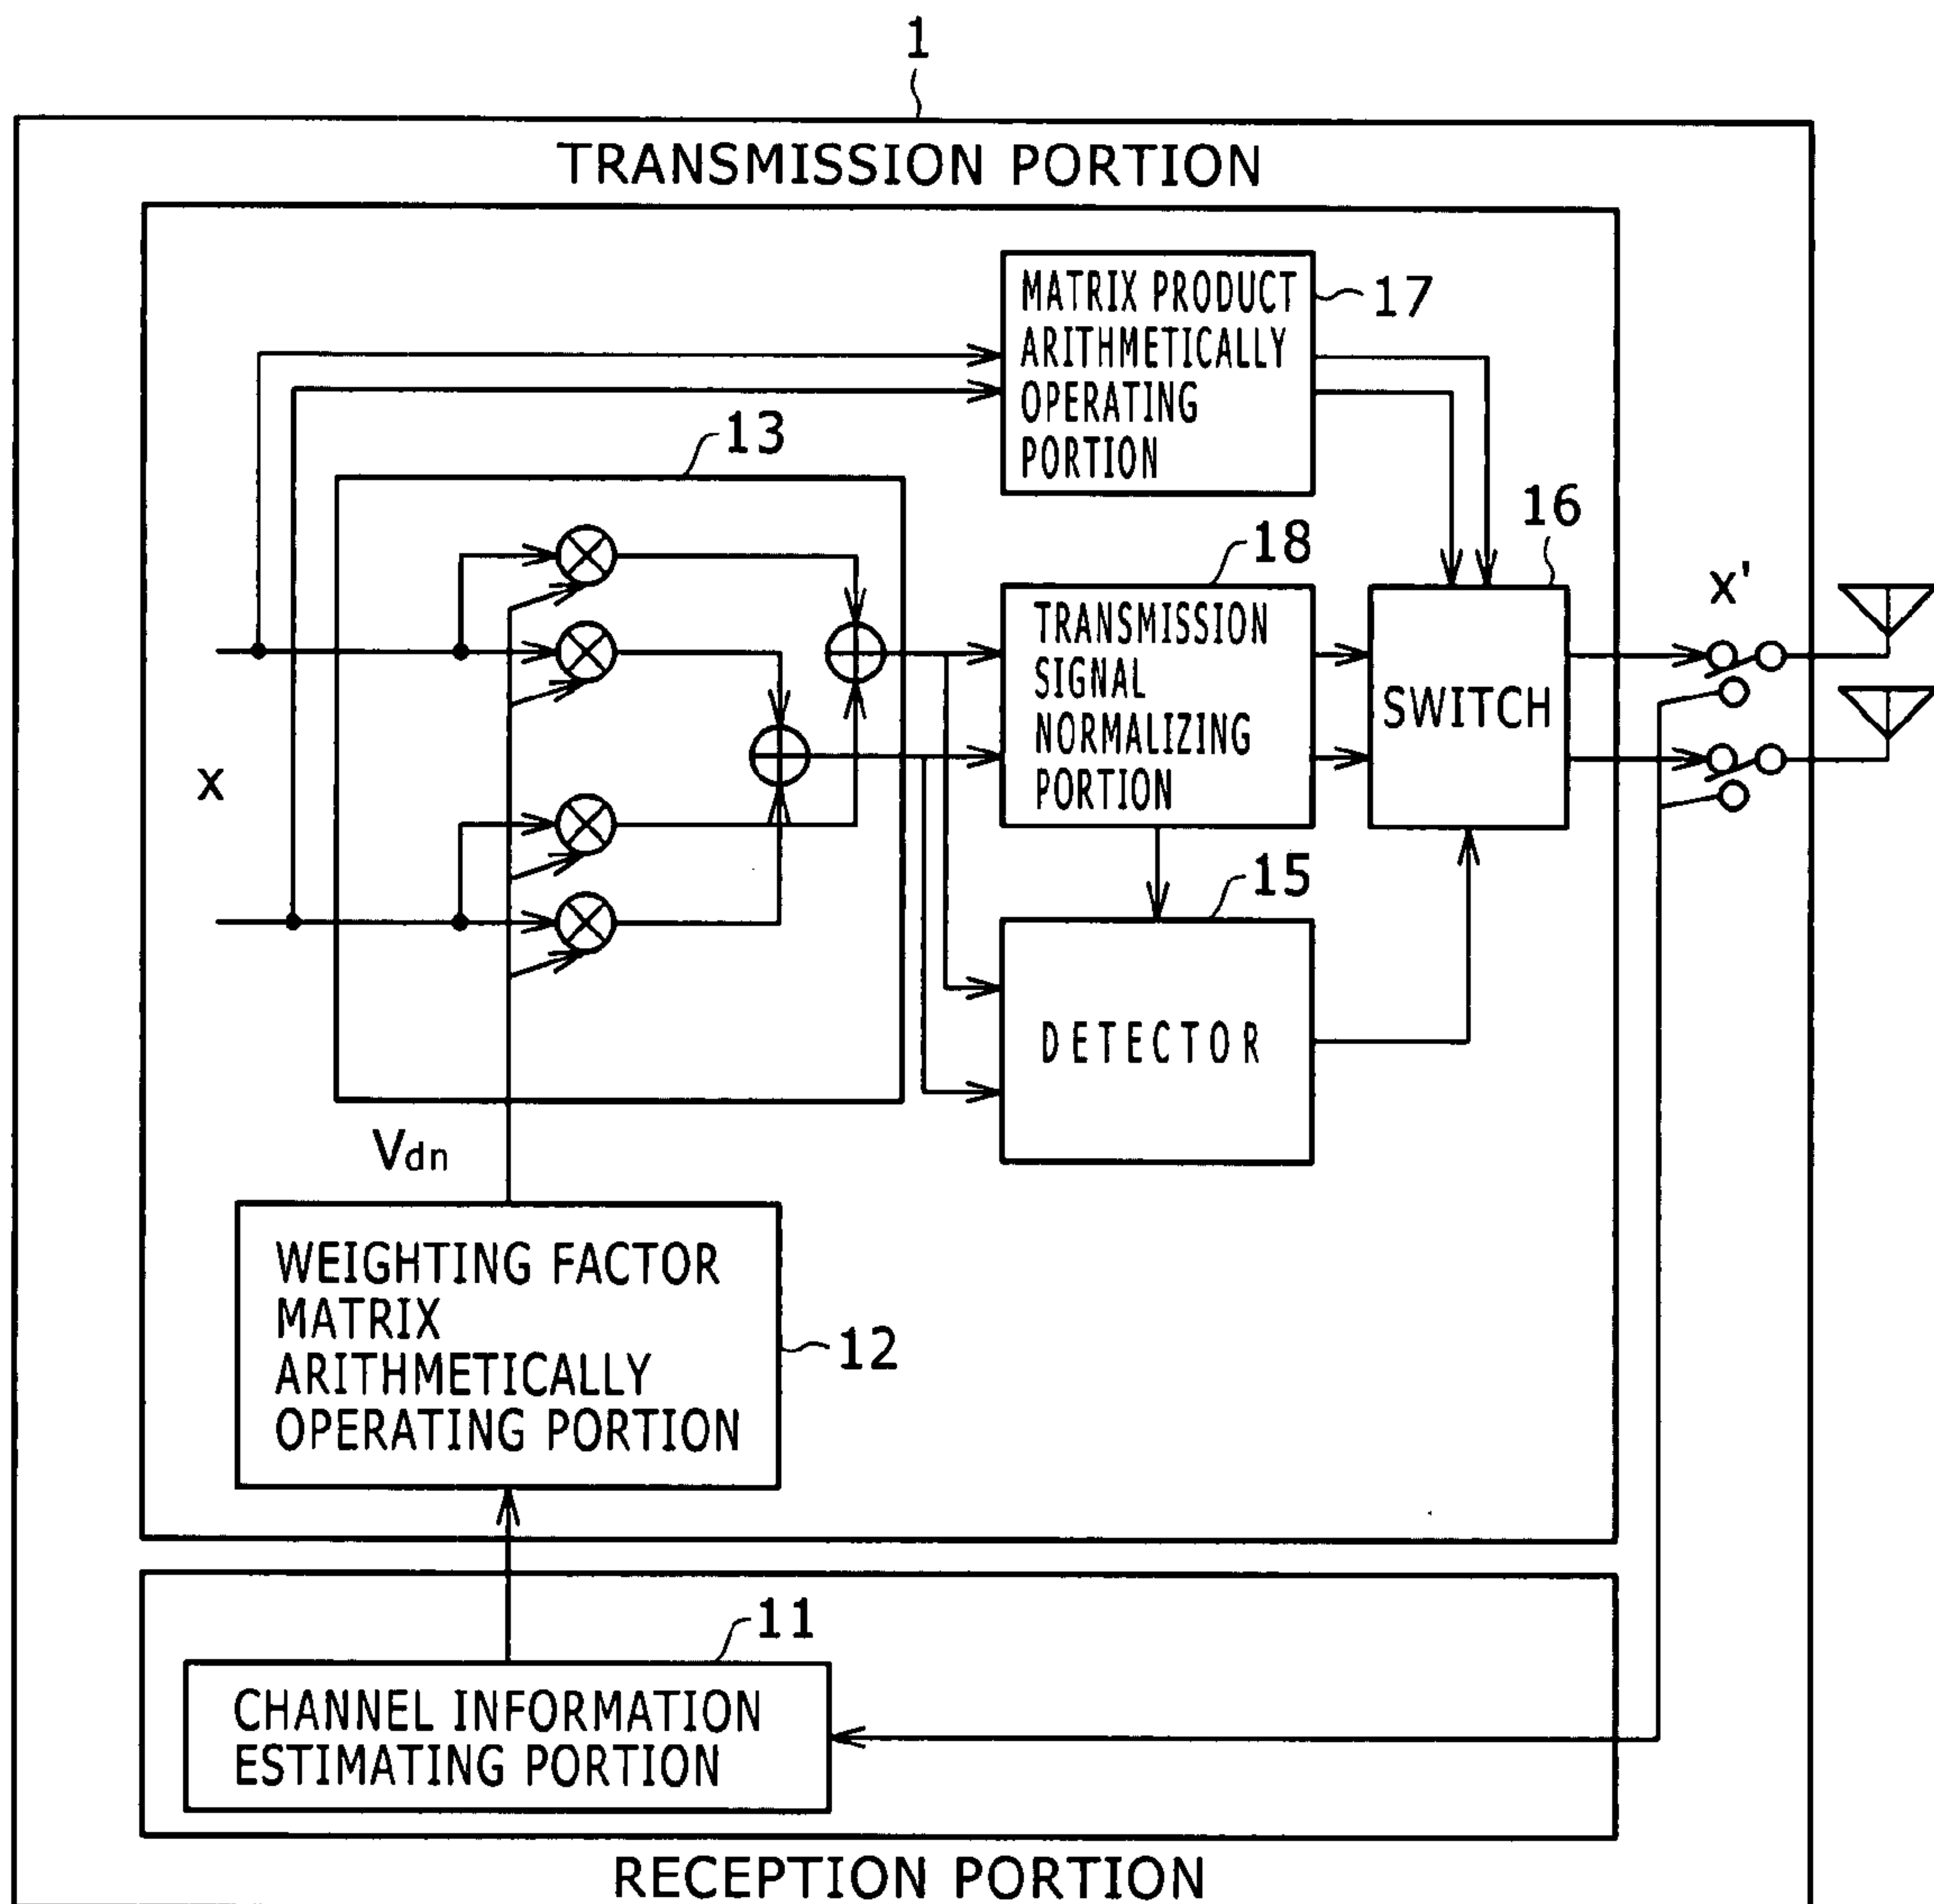 1
TRANSMISSION PORTION
MATRIX PRODUCT
ARITHMETICALLY
OPERATING
PORTION
17
13
16
18
X'
TRANSMISSION
SIGNAL
NORMALIZING
PORTION
SWITCH
X
15
DETECTOR
Vdn
WEIGHTING FACTOR
MATRIX
ARITHMETICALLY
OPERATING PORTION
12
11
CHANNEL INFORMATION
ESTIMATING PORTION
RECEPTION PORTION